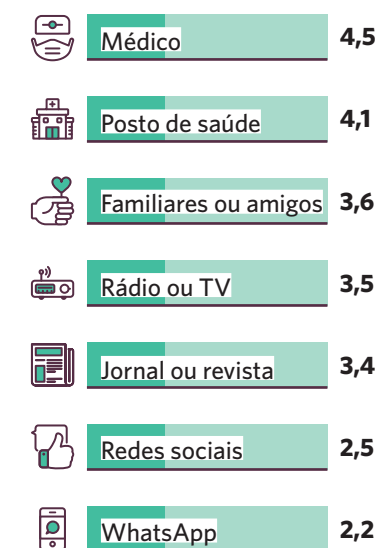 Médico 4,5
Posto de saúde 4,1
Familiares ou amigos 3,6
Rádio ou TV 3,5
Jornal ou revista 3,4
Redes sociais 2,5
WhatsApp 2,2